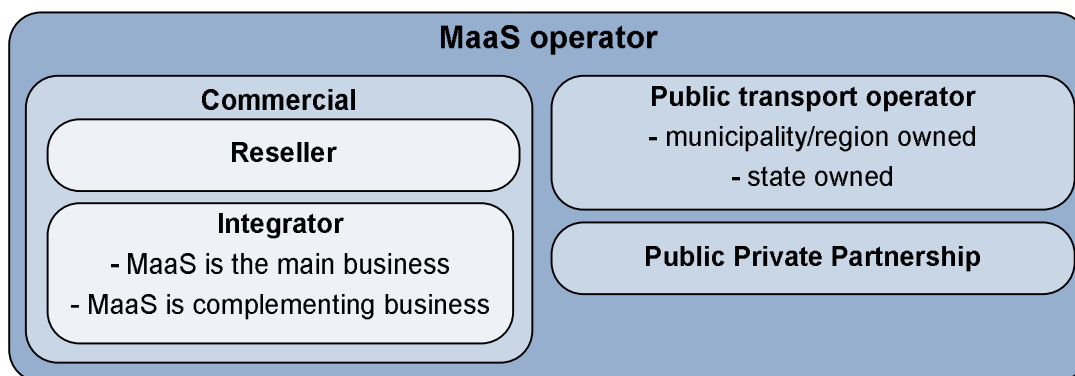 MaaS operator
Commercial
Reseller
Integrator
- MaaS is the main business
- MaaS is complementing business
Public transport operator
- municipality/region owned
- state owned
Public Private Partnership